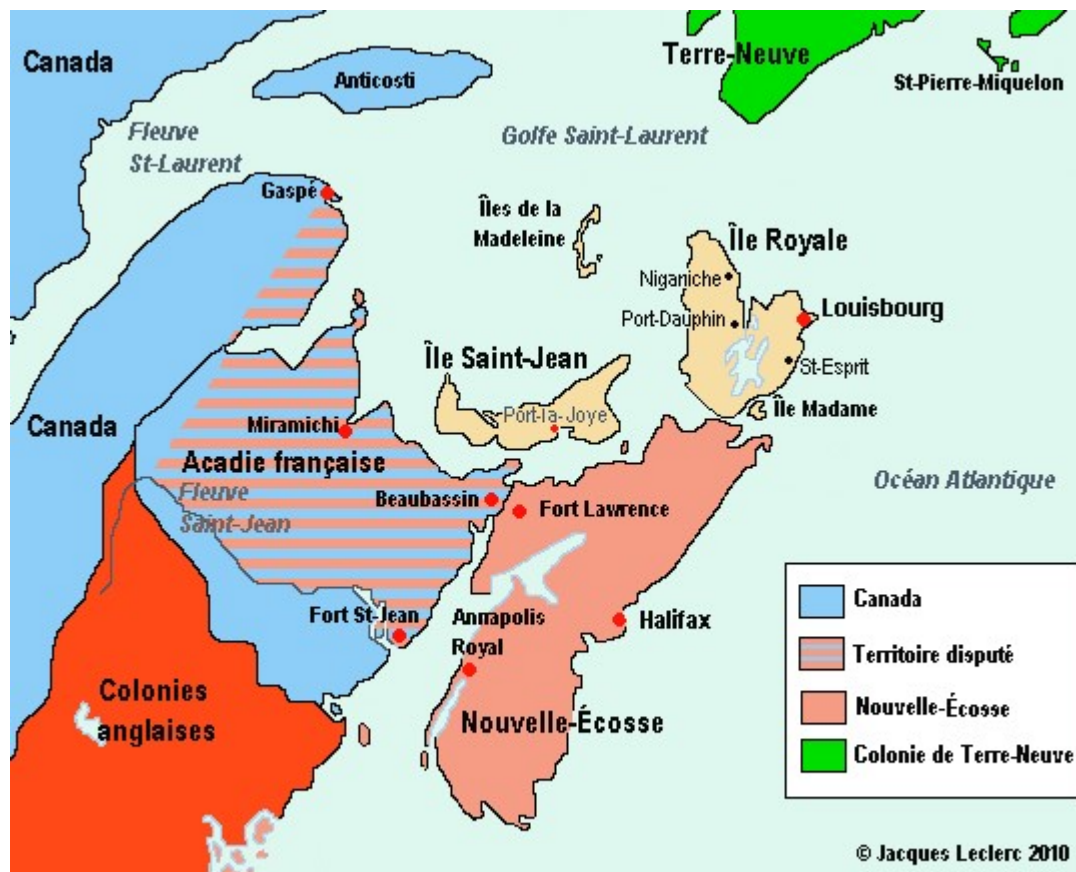 Canada
Terre-Neuve
Anticosti
St-Pierre-Miquelon
Fleuve
St-Laurent
Golfe Saint-Laurent
Gaspé
Îles de la
Madeleine
Île Royale
Niganiche
Port-Dauphin
Louisbourg
Île Saint-Jean
St-Esprit
Port-la-Joye
Île Madame
Canada
Miramichi
Acadie française
Océan Atlantique
Fleuve
Saint-Jean
Beaubassin
Fort Lawrence
Fort St-Jean
Annapolis
Royal
Halifax
Colonies
anglaises
Nouvelle-Écosse
Canada
Territoire disputé
Nouvelle-Écosse
Colonie de Terre-Neuve
© Jacques Leclerc 2010